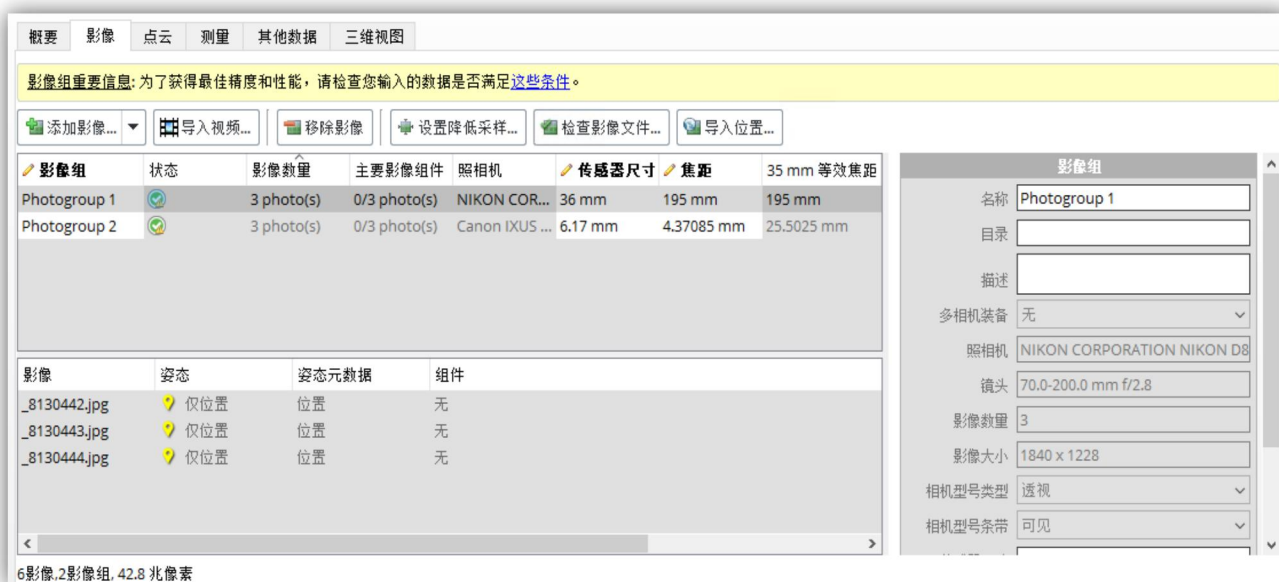 概要 影像 点云 测量 其他数据 三维视图
影像组重要信息: 为了获得最佳精度和性能，请检查您输入的数据是否满足这些条件。
添加影像... 导入视频... 移除影像 设置降低采样... 检查影像文件... 导入位置...
影像组 状态 影像数量 主要影像组件 照相机 传感器尺寸 焦距 35 mm 等效焦距
Photogroup 1 3 photo(s) 0/3 photo(s) NIKON COR... 36 mm 195 mm 195 mm
Photogroup 2 3 photo(s) 0/3 photo(s) Canon IXUS ... 6.17 mm 4.37085 mm 25.5025 mm
影像 姿态 姿态元数据 组件
_8130442.jpg 仅位置 位置 无
_8130443.jpg 仅位置 位置 无
_8130444.jpg 仅位置 位置 无
影像组
名称 Photogroup 1
目录
描述
多相机装备 无
照相机 NIKON CORPORATION NIKON D8
镜头 70.0-200.0 mm f/2.8
影像数量 3
影像大小 1840 x 1228
相机型号类型 透视
相机型号条带 可见
6影像,2影像组, 42.8 兆像素